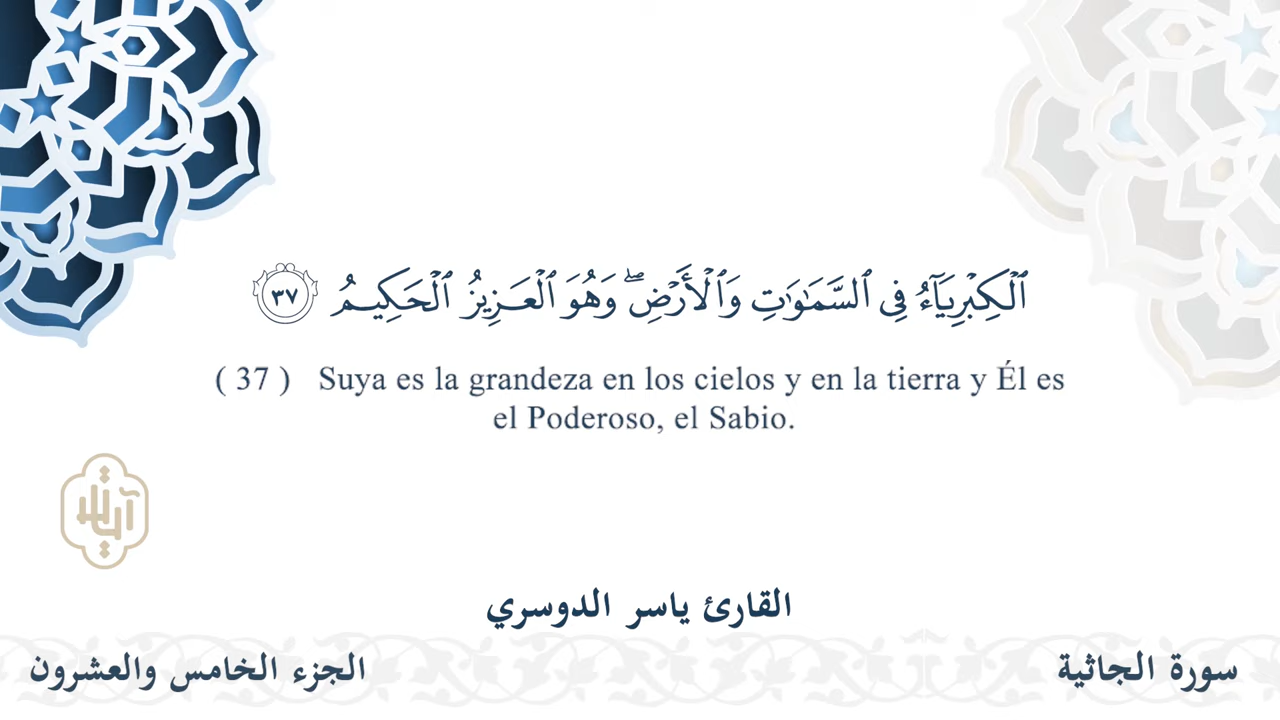 ٱلْكِبْرِيَآءُ فِى ٱلسَّمَـٰوَٰتِ وَٱلْأَرْضِ ۖ وَهُوَ ٱلْعَزِيزُ ٱلْحَكِيمُ ٣٧
( 37 ) Suya es la grandeza en los cielos y en la tierra y Él es
el Poderoso, el Sabio.
آيات
القارئ ياسر الدوسري
سورة الجاثية
الجزء الخامس والعشرون